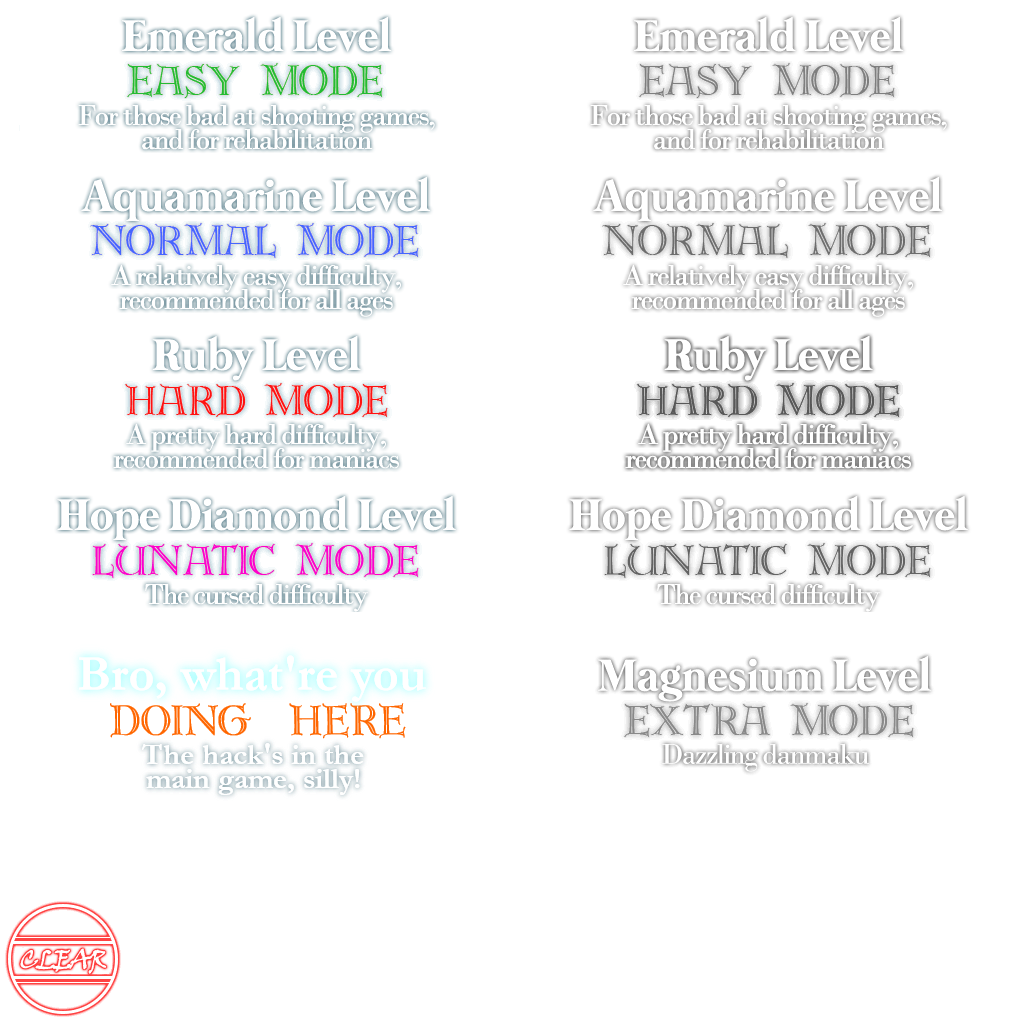 Emerald Level
EASY MODE
For those bad at shooting games,
and for rehabilitation
Aquamarine Level
NORMAL MODE
A relatively easy difficulty,
recommended for all ages
Ruby Level
HARD MODE
A pretty hard difficulty,
recommended for maniacs
Hope Diamond Level
LUNATIC MODE
The cursed difficulty
Bro, what're you
DOING HERE
The hack's in the
main game, silly!
CLEAR
Emerald Level
EASY MODE
For those bad at shooting games,
and for rehabilitation
Aquamarine Level
NORMAL MODE
A relatively easy difficulty,
recommended for all ages
Ruby Level
HARD MODE
A pretty hard difficulty,
recommended for maniacs
Hope Diamond Level
LUNATIC MODE
The cursed difficulty
Magnesium Level
EXTRA MODE
Dazzling danmaku